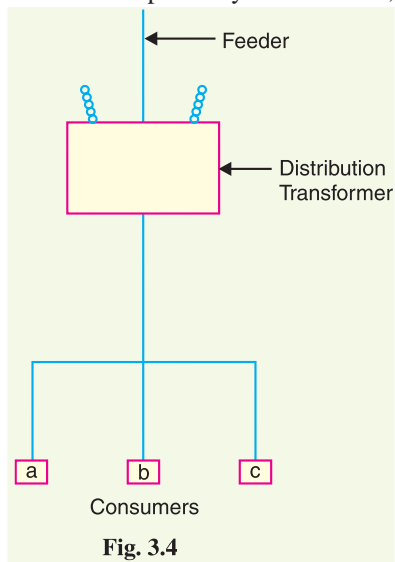 Feeder
Distribution
Transformer
a
b
c
Consumers
Fig. 3.4